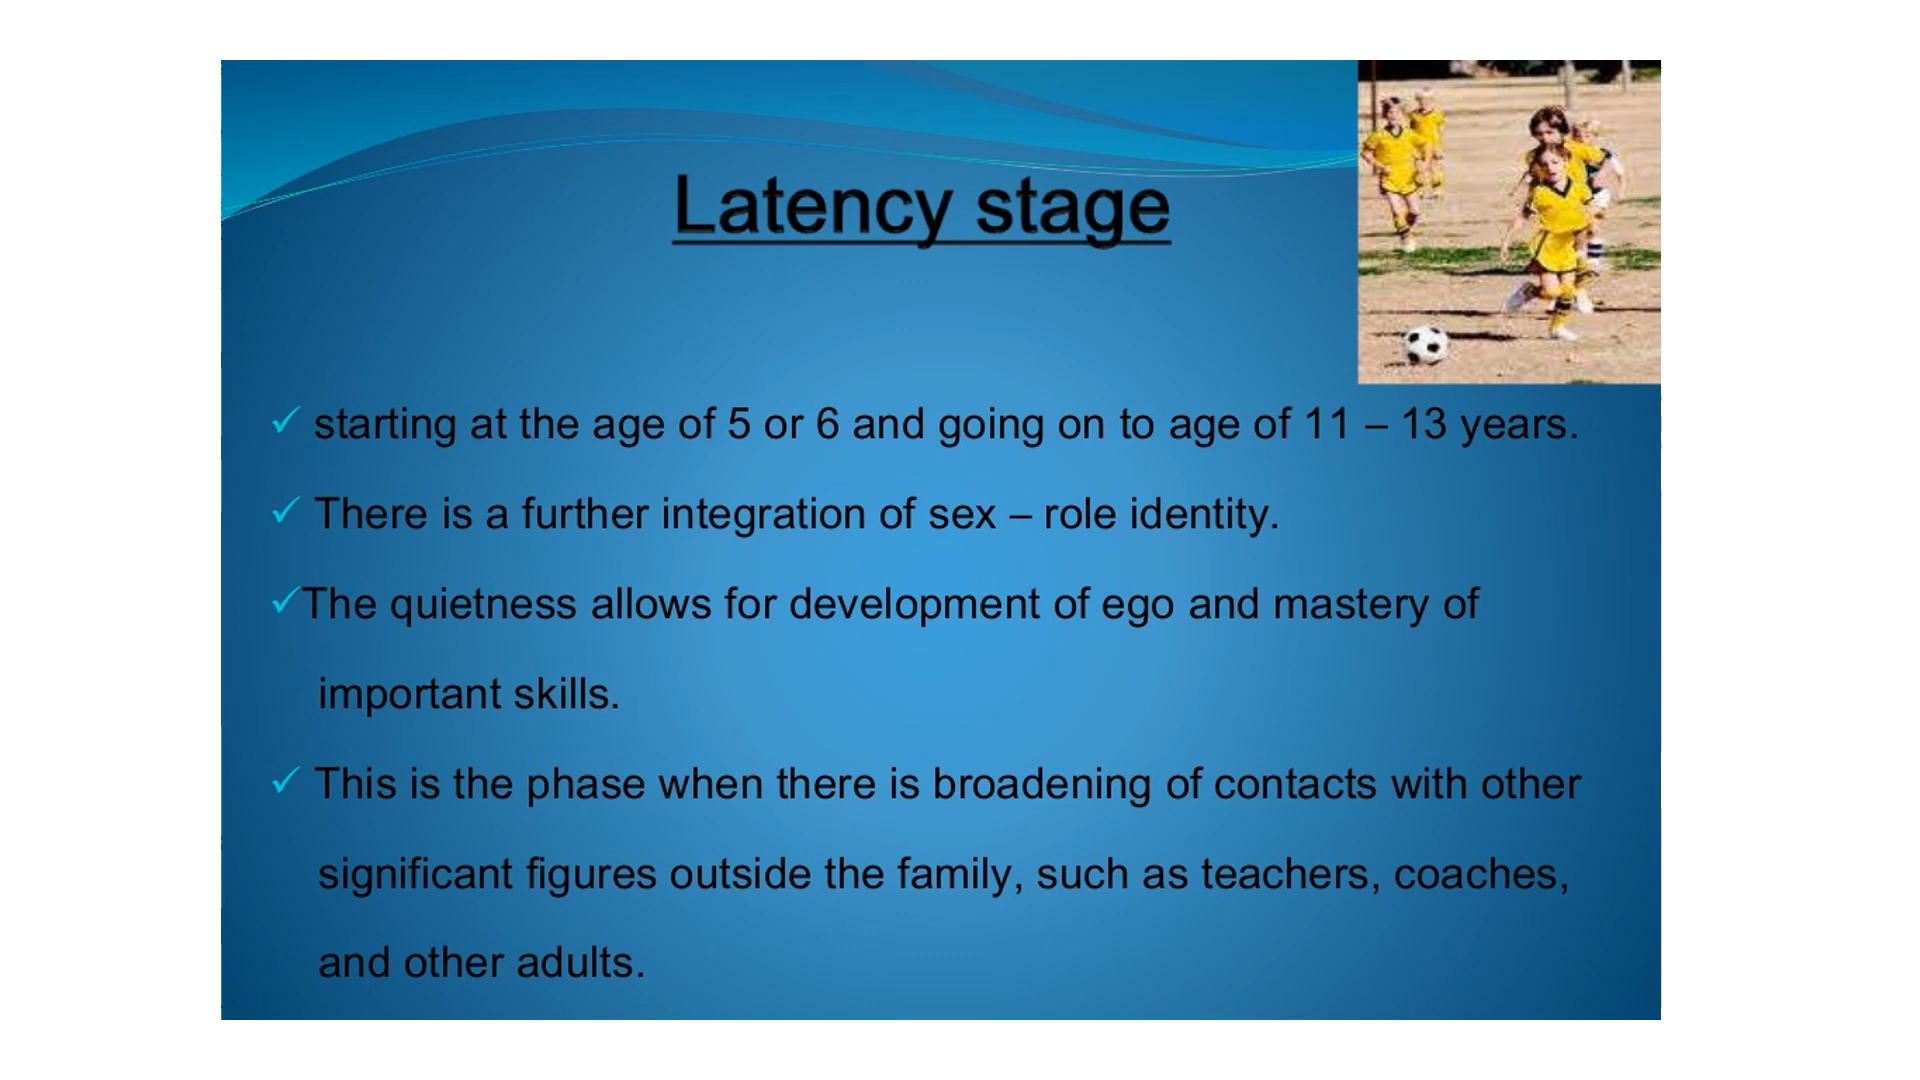 Latency stage
starting at the age of 5 or 6 and going on to age of 11 – 13 years.
There is a further integration of sex – role identity.
The quietness allows for development of ego and mastery of
important skills.
This is the phase when there is broadening of contacts with other
significant figures outside the family, such as teachers, coaches,
and other adults.